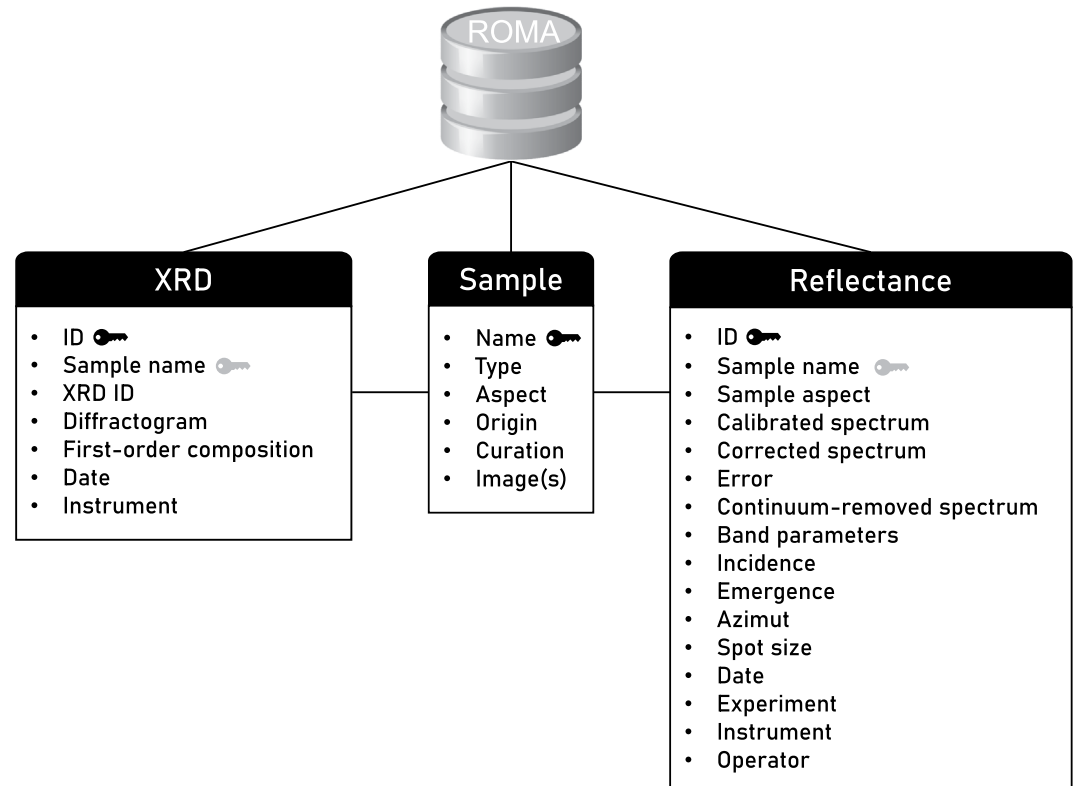 ROMA
XRD
• ID
• Sample name
• XRD ID
• Diffractogram
• First-order composition
• Date
• Instrument
Sample
• Name
• Type
• Aspect
• Origin
• Curation
• Image(s)
Reflectance
• ID
• Sample name
• Sample aspect
• Calibrated spectrum
• Corrected spectrum
• Error
• Continuum-removed spectrum
• Band parameters
• Incidence
• Emergence
• Azimut
• Spot size
• Date
• Experiment
• Instrument
• Operator